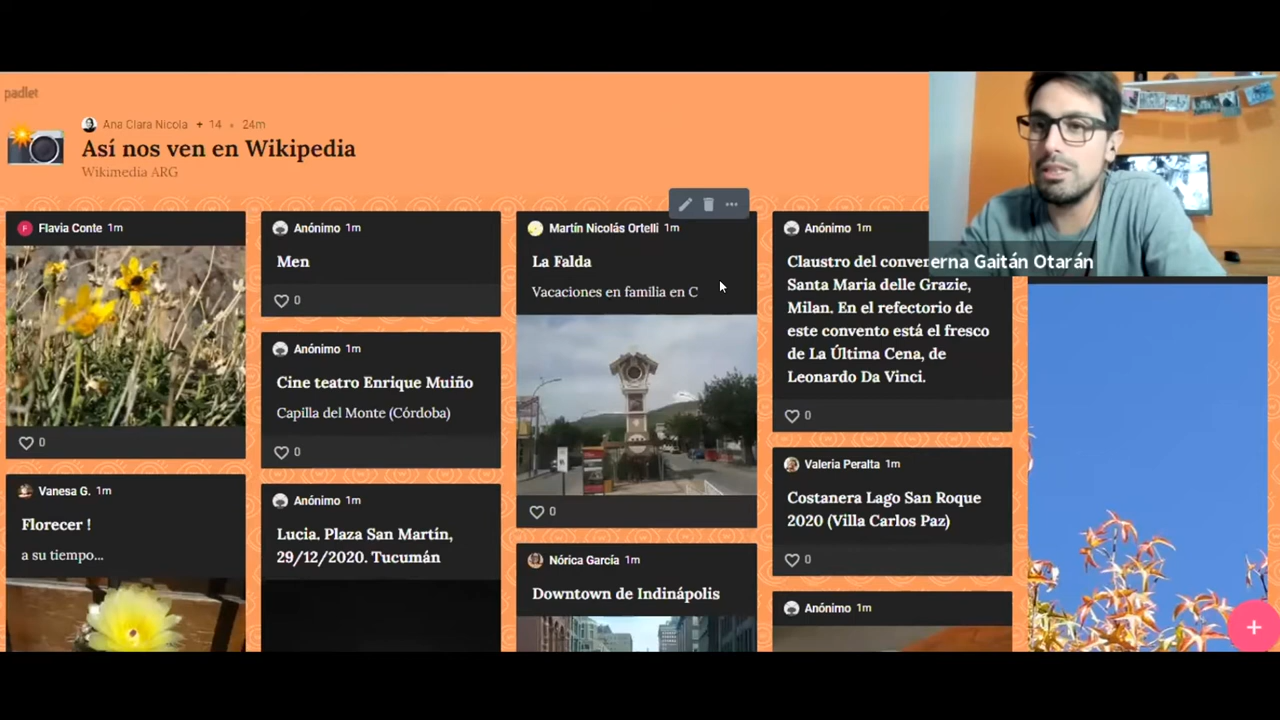 padlet
Ana Clara Nicola + 14 • 24m
Así nos ven en Wikipedia
Wikimedia ARG
Flavia Conte 1m
0
Vanesa G. 1m
Florecer !
a su tiempo...
Anónimo 1m
Men
0
Anónimo 1m
Cine teatro Enrique Muiño
Capilla del Monte (Córdoba)
0
Anónimo 1m
Lucia. Plaza San Martín,
29/12/2020. Tucumán
Martín Nicolás Ortelli 1m
La Falda
Vacaciones en familia en C
0
Nórica García 1m
Downtown de Indinápolis
Anónimo 1m
Claustro del conver
Santa Maria delle Grazie,
Milan. En el refectorio de
este convento está el fresco
de La Última Cena, de
Leonardo Da Vinci.
0
Valeria Peralta 1m
Costanera Lago San Roque
2020 (Villa Carlos Paz)
0
Anónimo 1m
erna Gaitán Otarán